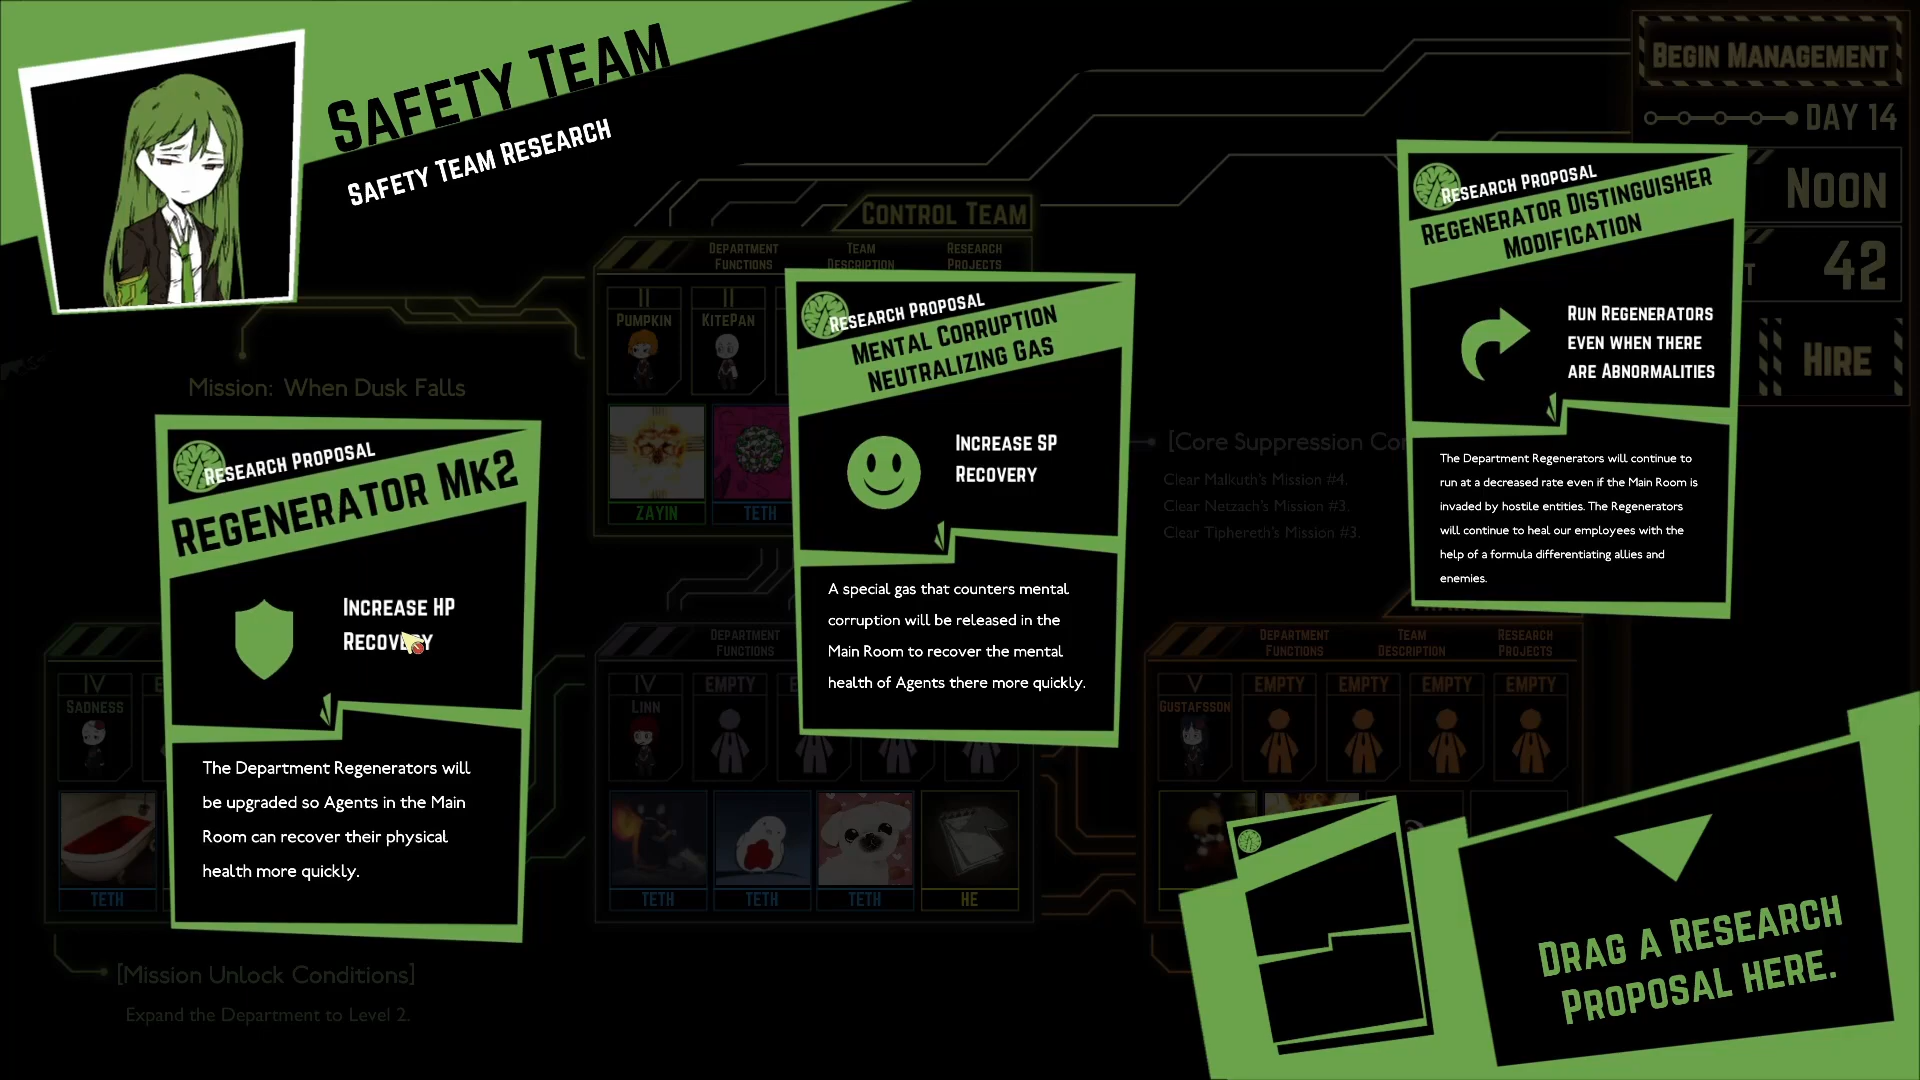 Safety Team
Safety Team Research
Begin Management
Day 14
Noon
42
Hire
Control Team
Department Functions
Team Description
Research Projects
II
Pumpkin
II
KitePan
ZAYIN
TETH
Mission: When Dusk Falls
Research Proposal
Regenerator Mk2
Increase HP
Recovery
The Department Regenerators will
be upgraded so Agents in the Main
Room can recover their physical
health more quickly.
Research Proposal
Mental Corruption
Neutralizing Gas
Increase SP
Recovery
A special gas that counters mental
corruption will be released in the
Main Room to recover the mental
health of Agents there more quickly.
Research Proposal
Regenerator Distinguisher
Modification
Run Regenerators
even when there
are Abnormalities
The Department Regenerators will continue to
run at a decreased rate even if the Main Room is
invaded by hostile entities. The Regenerators
will continue to heal our employees with the
help of a formula differentiating allies and
enemies.
[Core Suppression
Clear Malkuth's Mission #4.
Clear Netzach's Mission #3.
Clear Tiphereth's Mission #3.
IV
Sadness
TETH
Department Functions
IV
Linn
Empty
TETH
TETH
TETH
HE
Department Functions
Team Description
Research Projects
V
Gustafsson
Empty
Empty
Empty
Empty
[Mission Unlock Conditions]
Expand the Department to Level 2.
Drag a Research
Proposal here.